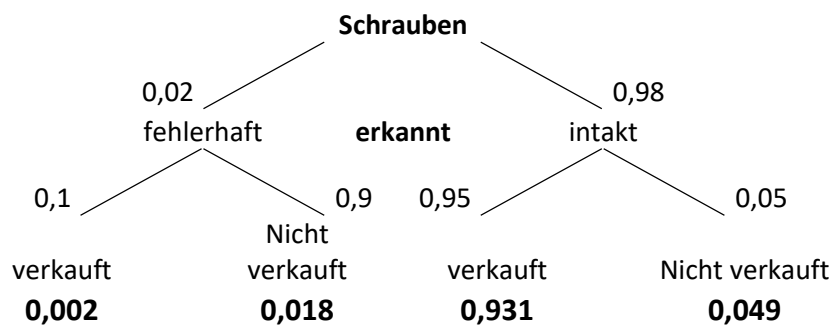 Schrauben
0,02 0,98
fehlerhaft erkannt intakt
0,1 0,9 0,95 0,05
Nicht
verkauft verkauft verkauft Nicht verkauft
0,002 0,018 0,931 0,049